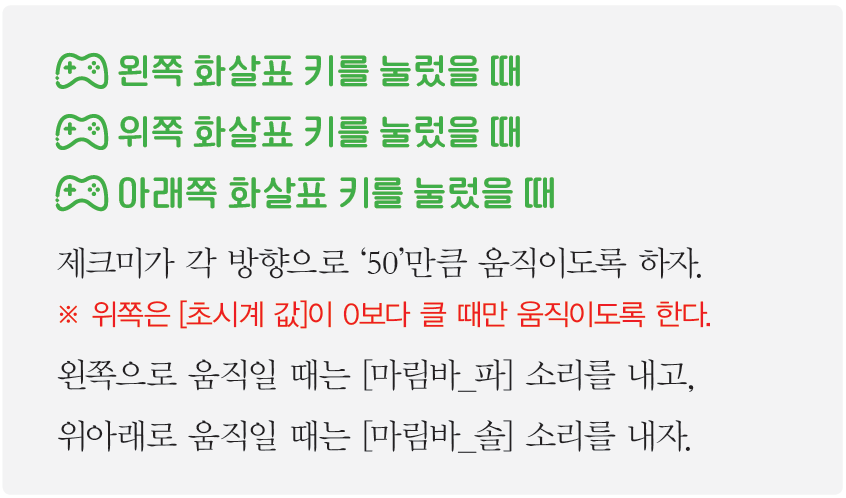 왼쪽 화살표 키를 눌렀을 때
위쪽 화살표 키를 눌렀을 때
아래쪽 화살표 키를 눌렀을 때
제크미가 각 방향으로 ‘50’만큼 움직이도록 하자.
※ 위쪽은 [초시계 값]이 0보다 클 때만 움직이도록 한다.
왼쪽으로 움직일 때는 [마림바_파] 소리를 내고,
위아래로 움직일 때는 [마림바_솔] 소리를 내자.